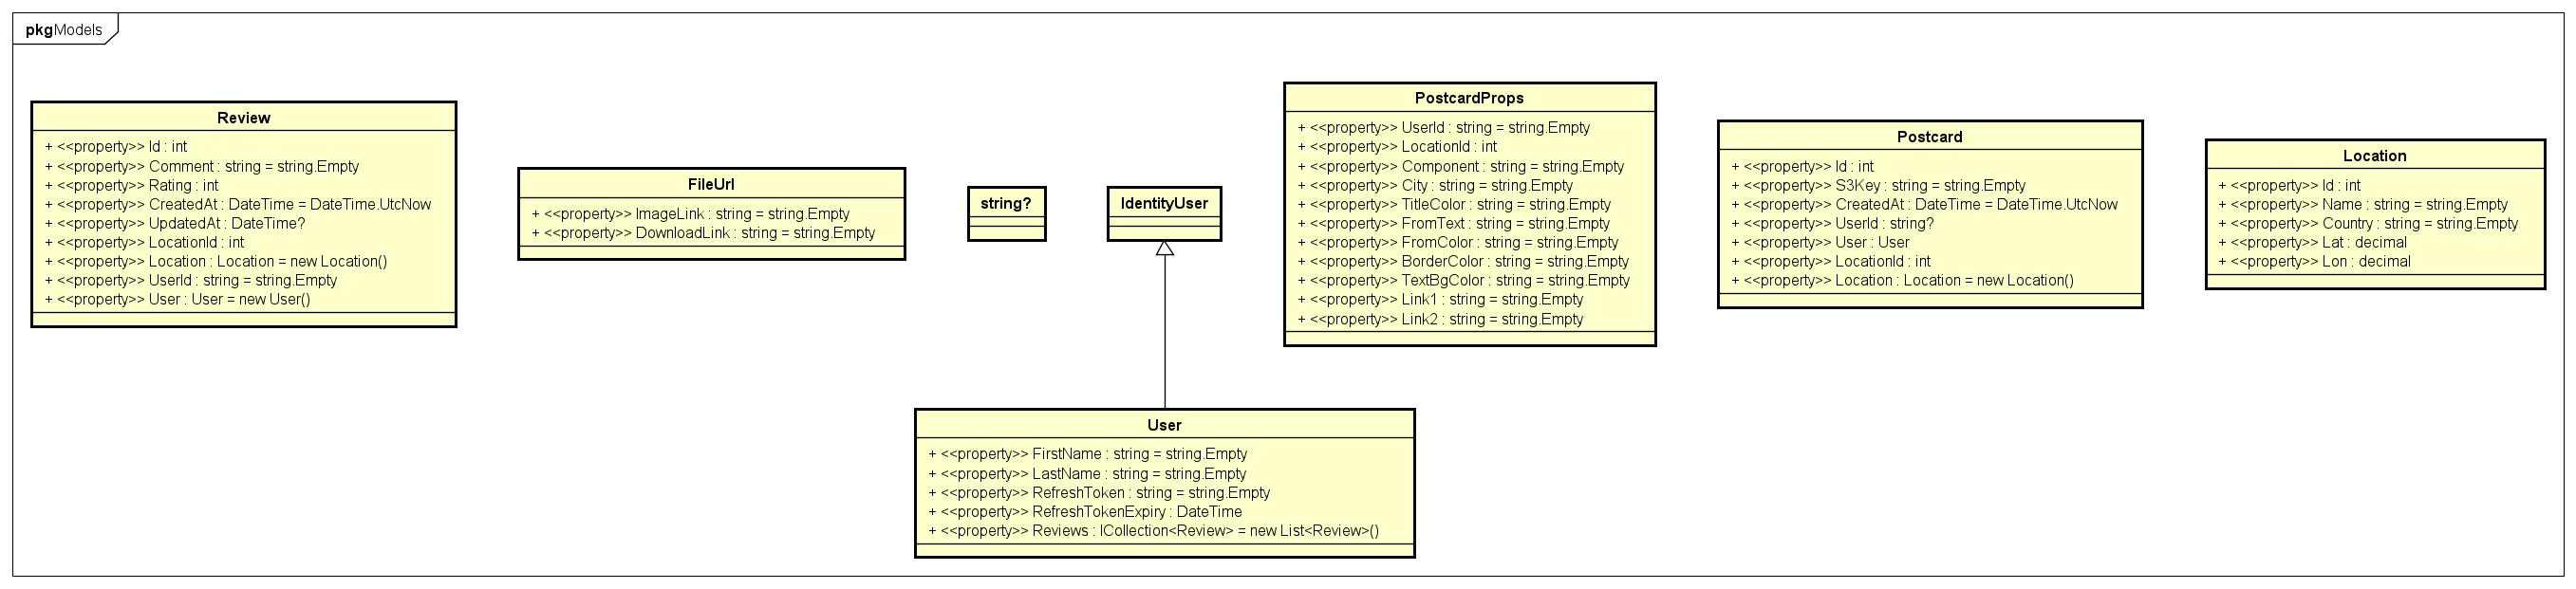 pkgModels
Review
+ <<property>> Id : int
+ <<property>> Comment : string = string.Empty
+ <<property>> Rating : int
+ <<property>> CreatedAt : DateTime = DateTime.UtcNow
+ <<property>> UpdatedAt : DateTime?
+ <<property>> LocationId : int
+ <<property>> Location : Location = new Location()
+ <<property>> UserId : string = string.Empty
+ <<property>> User : User = new User()
FileUrl
+ <<property>> ImageLink : string = string.Empty
+ <<property>> DownloadLink : string = string.Empty
string?
IdentityUser
PostcardProps
+ <<property>> UserId : string = string.Empty
+ <<property>> LocationId : int
+ <<property>> Component : string = string.Empty
+ <<property>> City : string = string.Empty
+ <<property>> TitleColor : string = string.Empty
+ <<property>> FromText : string = string.Empty
+ <<property>> FromColor : string = string.Empty
+ <<property>> BorderColor : string = string.Empty
+ <<property>> TextBgColor : string = string.Empty
+ <<property>> Link1 : string = string.Empty
+ <<property>> Link2 : string = string.Empty
Postcard
+ <<property>> Id : int
+ <<property>> S3Key : string = string.Empty
+ <<property>> CreatedAt : DateTime = DateTime.UtcNow
+ <<property>> UserId : string?
+ <<property>> User : User
+ <<property>> LocationId : int
+ <<property>> Location : Location = new Location()
Location
+ <<property>> Id : int
+ <<property>> Name : string = string.Empty
+ <<property>> Country : string = string.Empty
+ <<property>> Lat : decimal
+ <<property>> Lon : decimal
User
+ <<property>> FirstName : string = string.Empty
+ <<property>> LastName : string = string.Empty
+ <<property>> RefreshToken : string = string.Empty
+ <<property>> RefreshTokenExpiry : DateTime
+ <<property>> Reviews : ICollection<Review> = new List<Review>()